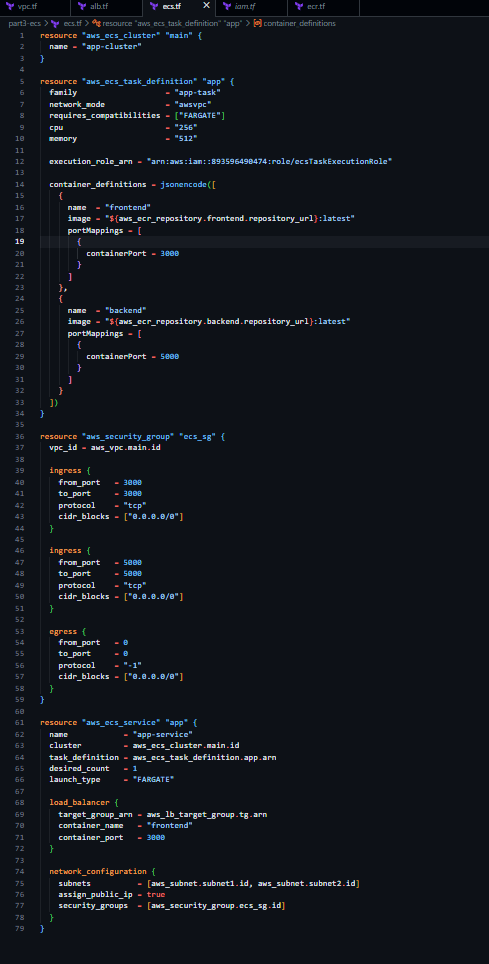 vpc.tf alb.tf ecs.tf × iam.tf ecr.tf
part3-ecs > ecs.tf > resource "aws_ecs_task_definition" "app" > container_definitions
1 resource "aws_ecs_cluster" "main" {
2 name = "app-cluster"
3 }
4
5 resource "aws_ecs_task_definition" "app" {
6 family = "app-task"
7 network_mode = "awsvpc"
8 requires_compatibilities = ["FARGATE"]
9 cpu = "256"
10 memory = "512"
11
12 execution_role_arn = "arn:aws:iam::893596490474:role/ecsTaskExecutionRole"
13
14 container_definitions = jsonencode([
15 {
16 name = "frontend"
17 image = "${aws_ecr_repository.frontend.repository_url}:latest"
18 portMappings = [
19 {
20 containerPort = 3000
21 }
22 ]
23 },
24 {
25 name = "backend"
26 image = "${aws_ecr_repository.backend.repository_url}:latest"
27 portMappings = [
28 {
29 containerPort = 5000
30 }
31 ]
32 }
33 ])
34 }
35
36 resource "aws_security_group" "ecs_sg" {
37 vpc_id = aws_vpc.main.id
38
39 ingress {
40 from_port = 3000
41 to_port = 3000
42 protocol = "tcp"
43 cidr_blocks = ["0.0.0.0/0"]
44 }
45
46 ingress {
47 from_port = 5000
48 to_port = 5000
49 protocol = "tcp"
50 cidr_blocks = ["0.0.0.0/0"]
51 }
52
53 egress {
54 from_port = 0
55 to_port = 0
56 protocol = "-1"
57 cidr_blocks = ["0.0.0.0/0"]
58 }
59 }
60
61 resource "aws_ecs_service" "app" {
62 name = "app-service"
63 cluster = aws_ecs_cluster.main.id
64 task_definition = aws_ecs_task_definition.app.arn
65 desired_count = 1
66 launch_type = "FARGATE"
67
68 load_balancer {
69 target_group_arn = aws_lb_target_group.tg.arn
70 container_name = "frontend"
71 container_port = 3000
72 }
73
74 network_configuration {
75 subnets = [aws_subnet.subnet1.id, aws_subnet.subnet2.id]
76 assign_public_ip = true
77 security_groups = [aws_security_group.ecs_sg.id]
78 }
79 }